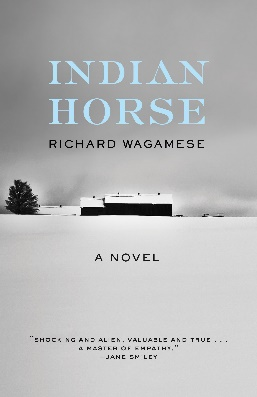 INDIAN
HORSE
RICHARD WAGAMESE
A NOVEL
"SHOCKING AND ALIEN, VALUABLE AND TRUE . . .
A MASTER OF EMPATHY."
JANE SMILEY